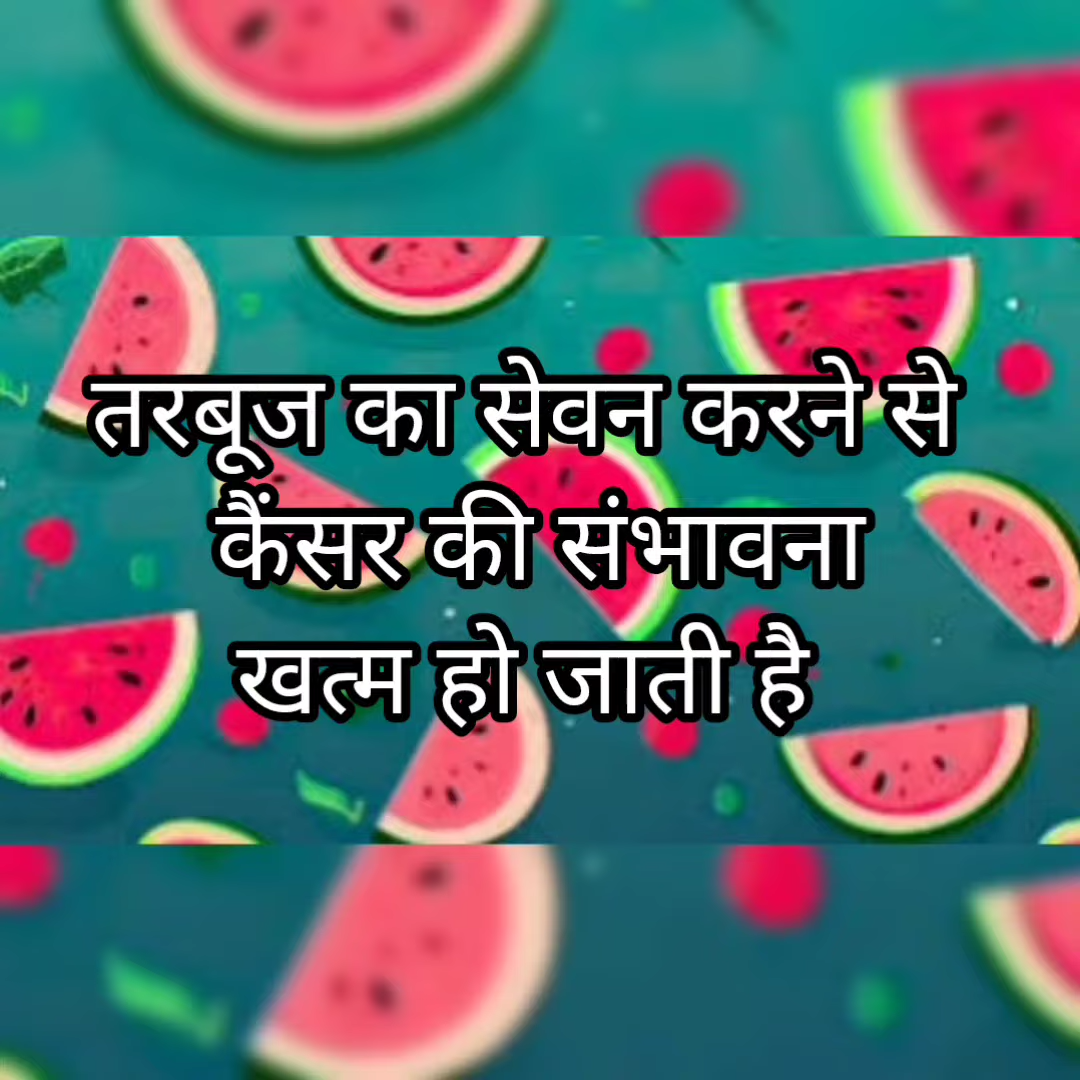 तरबूज का सेवन करने से
कैंसर की संभावना
खत्म हो जाती है